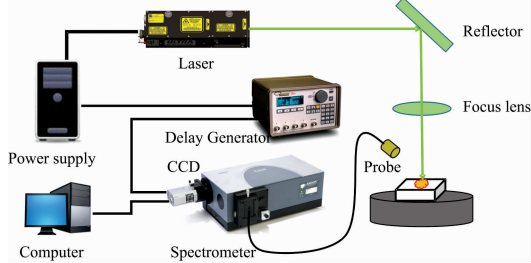 Reflector
Laser
Focus lens
Delay Generator
Probe
Power supply
CCD
Computer
Spectrometer